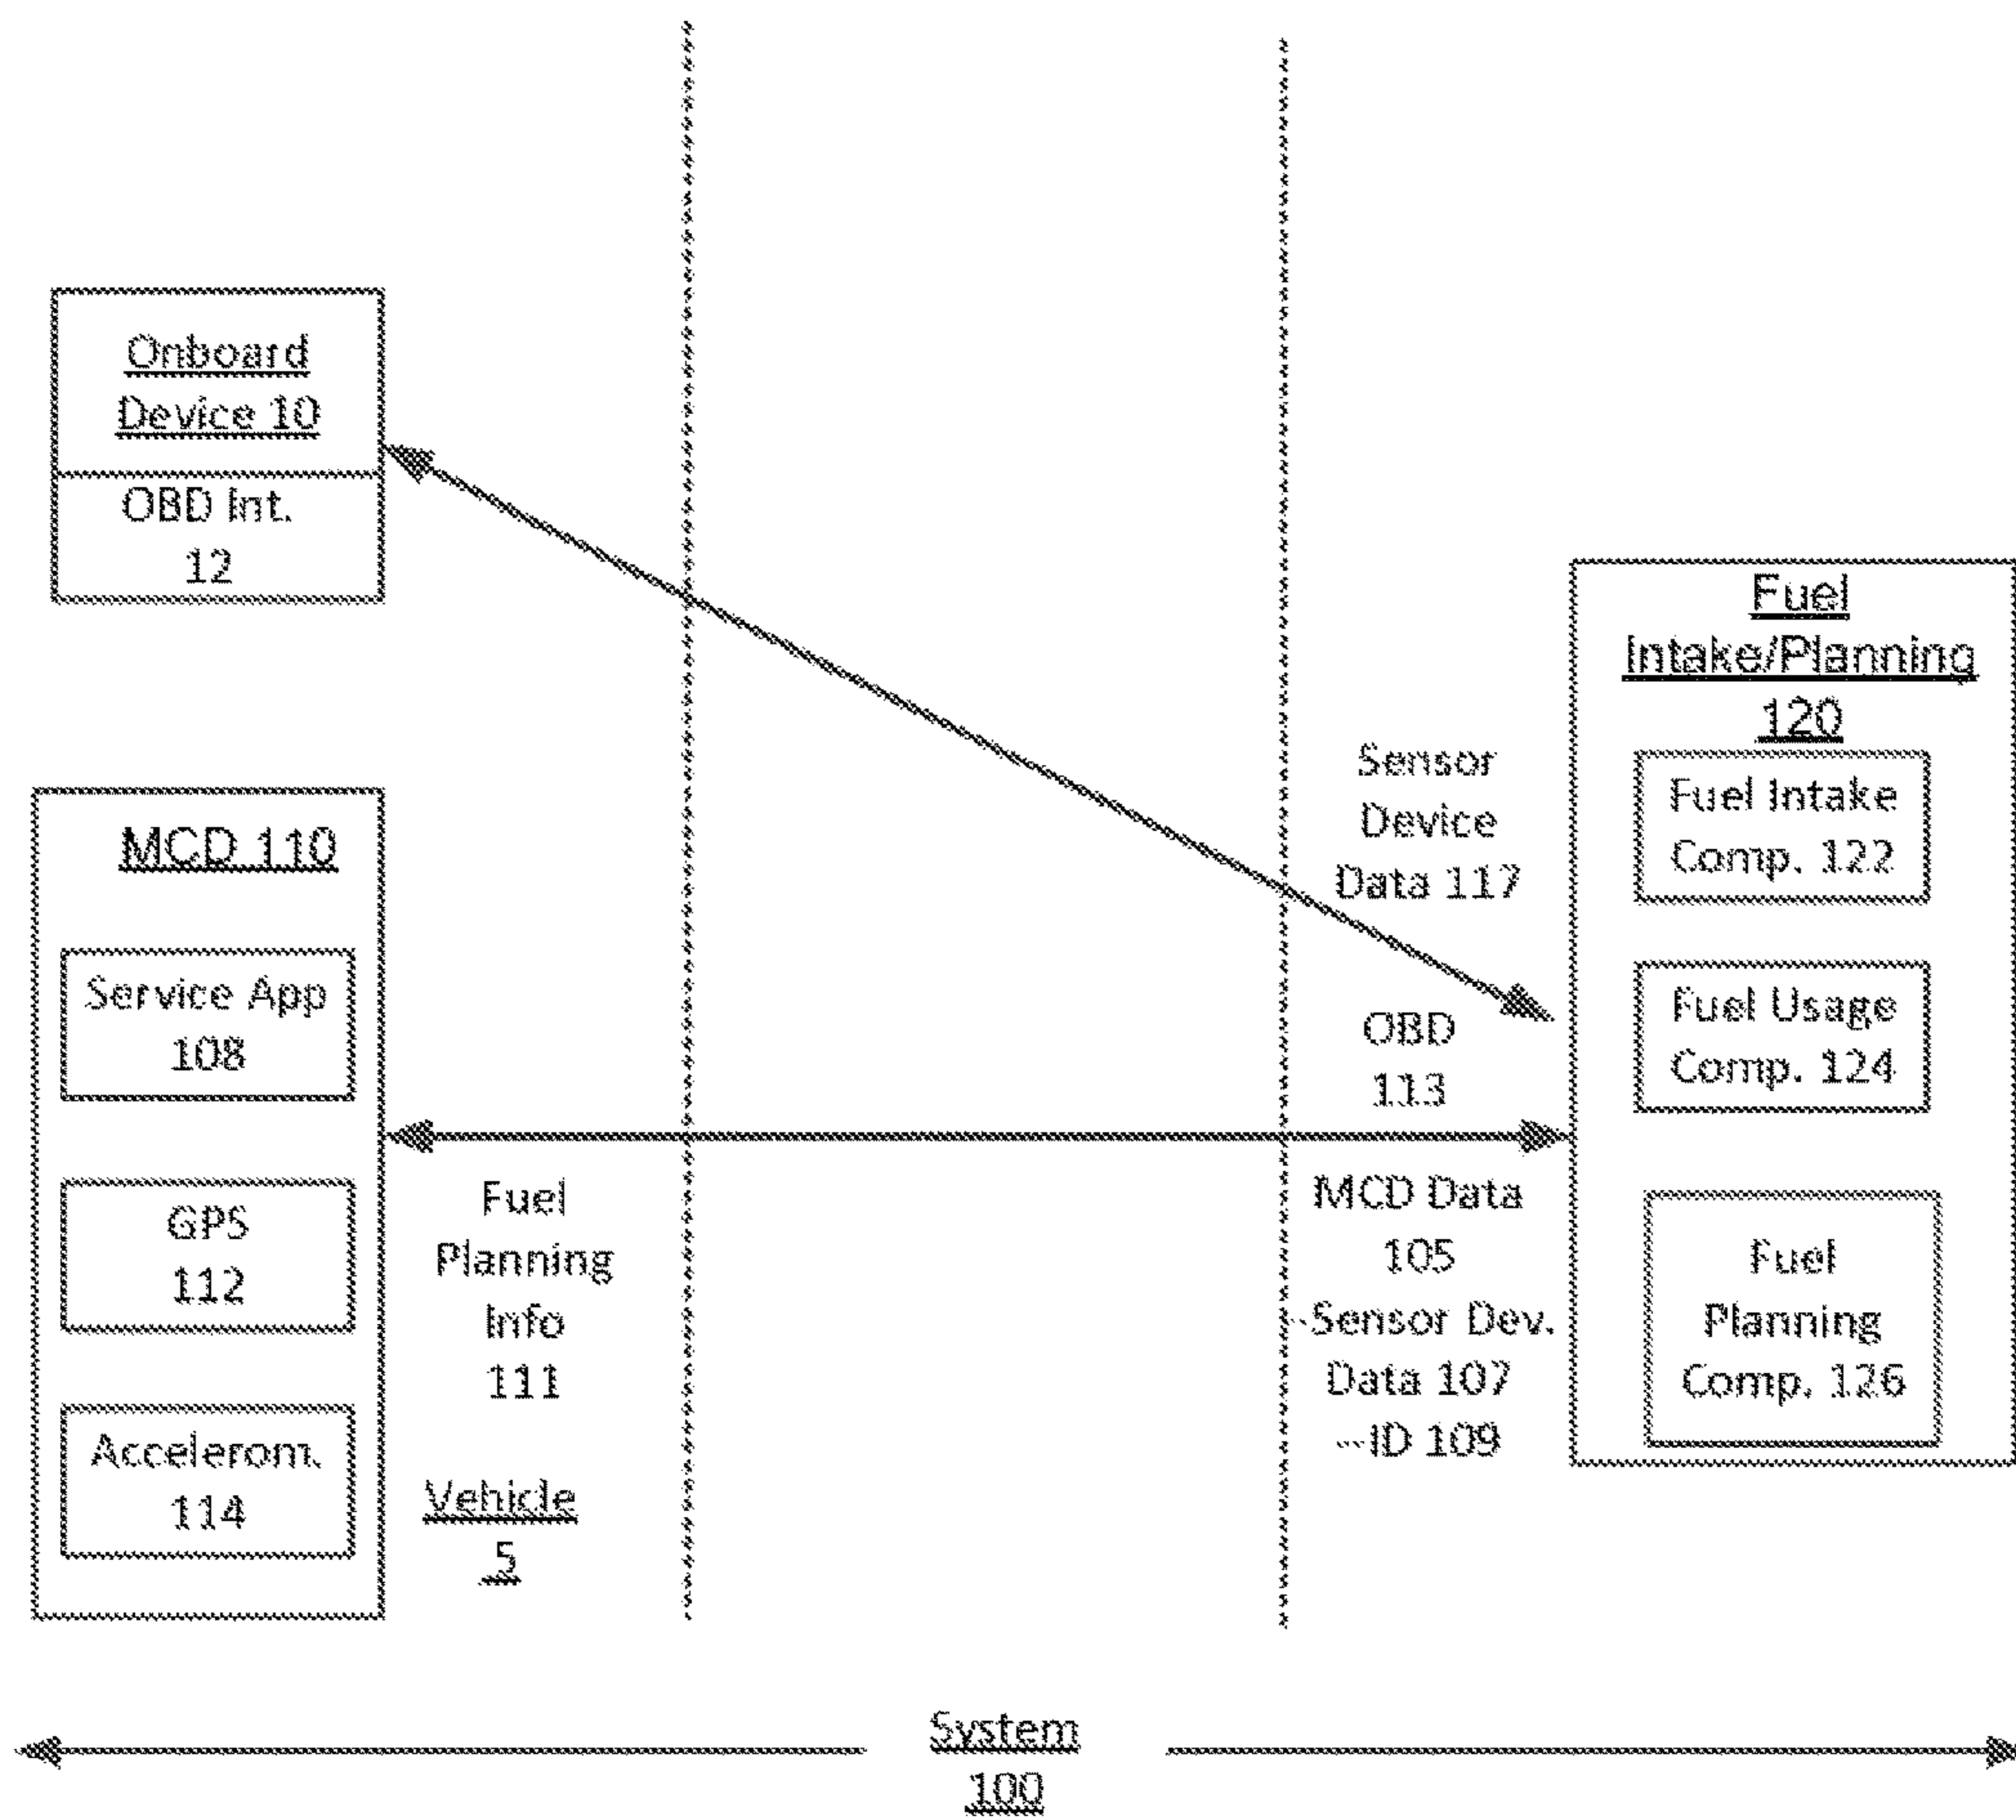 Onboard
Device 10
OBD Int.
12
MCD 110
Service App
108
GPS
112
Accelerom.
114
Fuel
Planning
Info
111
Vehicle
5
Sensor
Device
Data 117
OBD
113
MCD Data
105
--Sensor Dev.
Data 107
--ID 109
Fuel
Intake/Planning
120
Fuel Intake
Comp. 122
Fuel Usage
Comp. 124
Fuel
Planning
Comp. 126
System
100